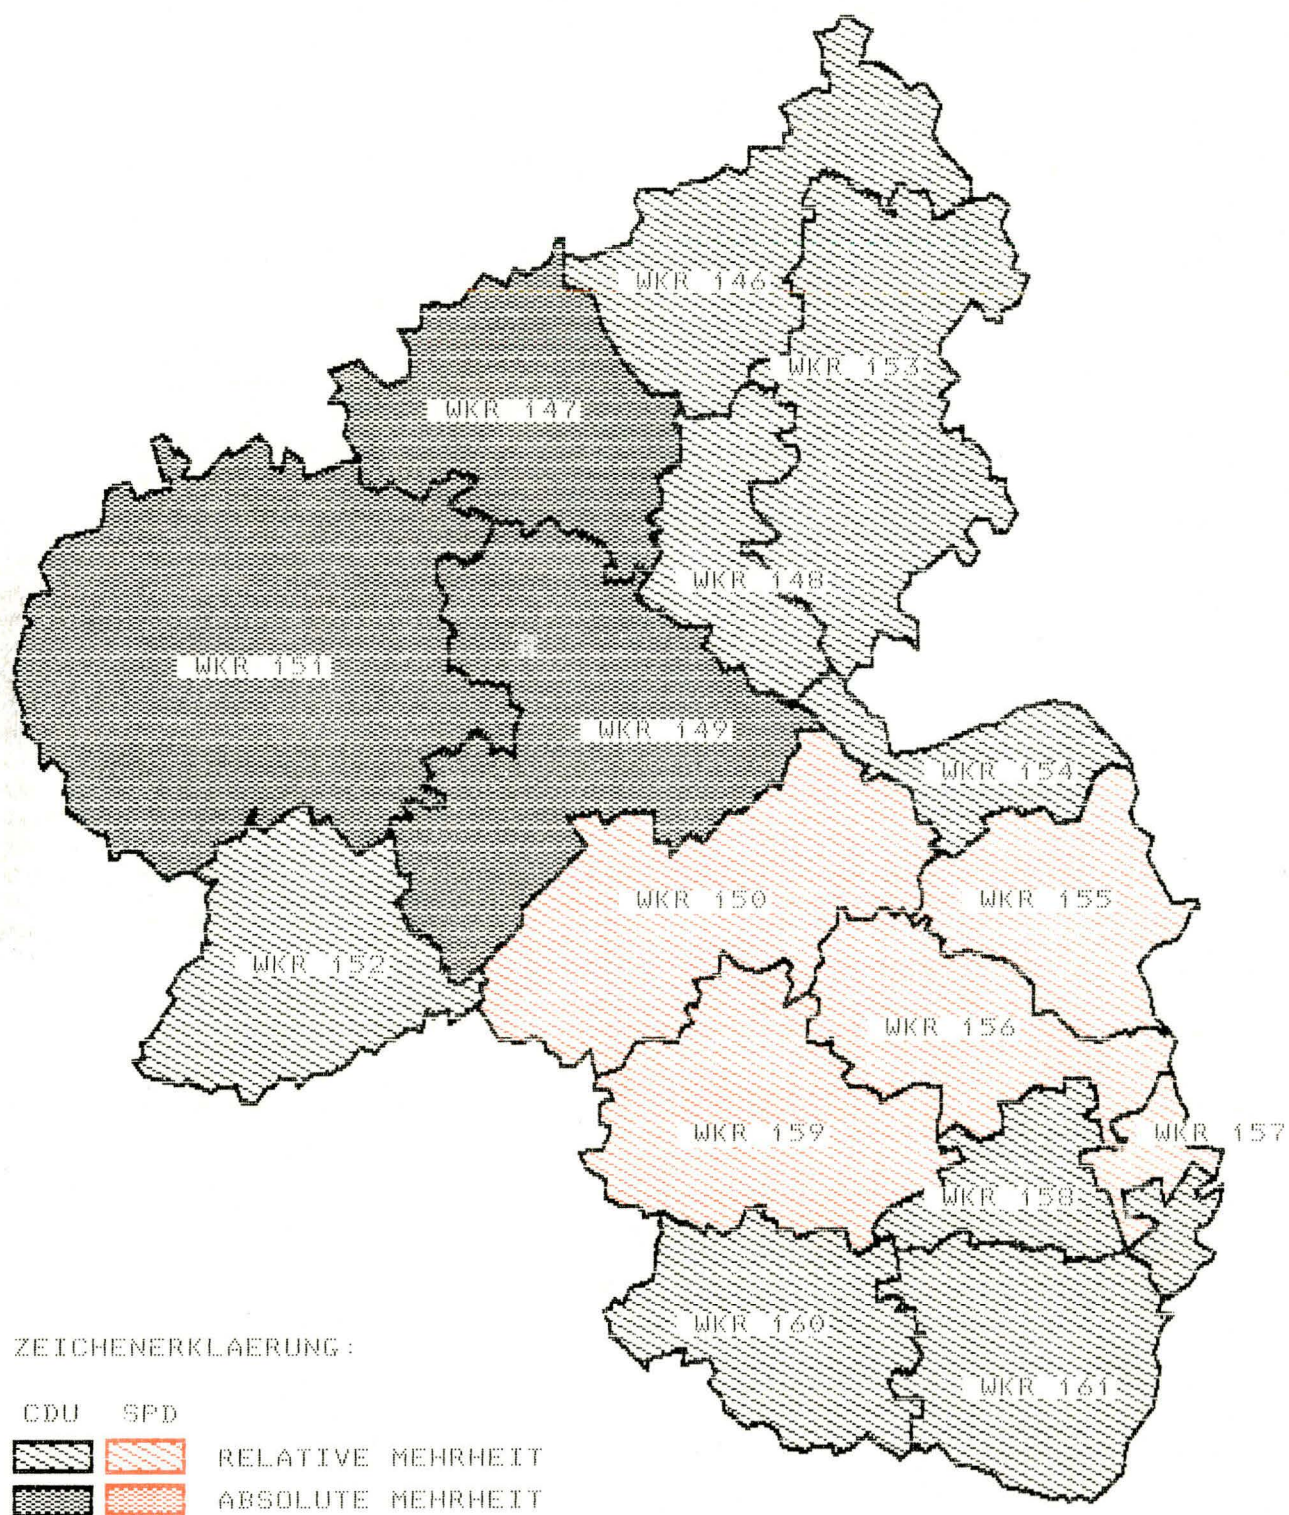 WKR 146
WKR 153
WKR 147
WKR 148
WKR 151
WKR 149
WKR 154
WKR 150
WKR 155
WKR 152
WKR 156
WKR 159
WKR 157
WKR 158
WKR 160
WKR 161
ZEICHENERKLAERUNG:
CDU SPD
RELATIVE MEHRHEIT
ABSOLUTE MEHRHEIT